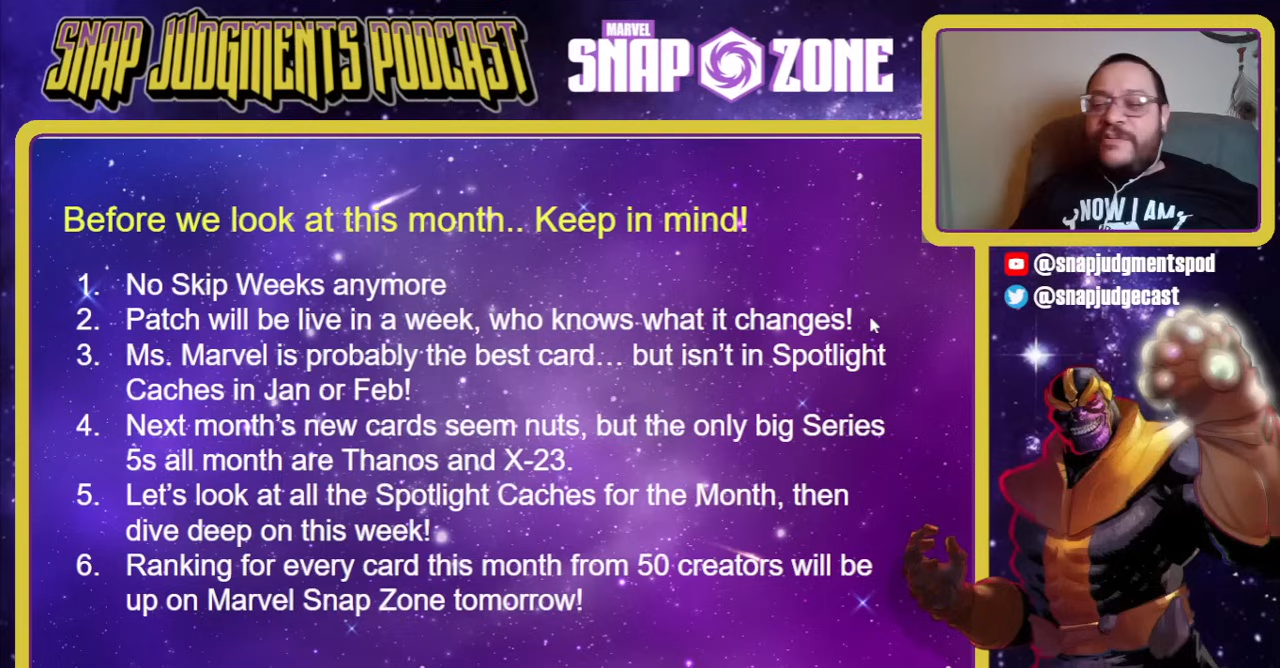 SNAP JUDGMENTS PODCAST
MARVEL
SNAP ZONE
Before we look at this month.. Keep in mind!
1. No Skip Weeks anymore
2. Patch will be live in a week, who knows what it changes!
3. Ms. Marvel is probably the best card… but isn't in Spotlight
Caches in Jan or Feb!
4. Next month's new cards seem nuts, but the only big Series
5s all month are Thanos and X-23.
5. Let's look at all the Spotlight Caches for the Month, then
dive deep on this week!
6. Ranking for every card this month from 50 creators will be
up on Marvel Snap Zone tomorrow!
NOW I AM
@snapjudgmentspod
@snapjudgecast